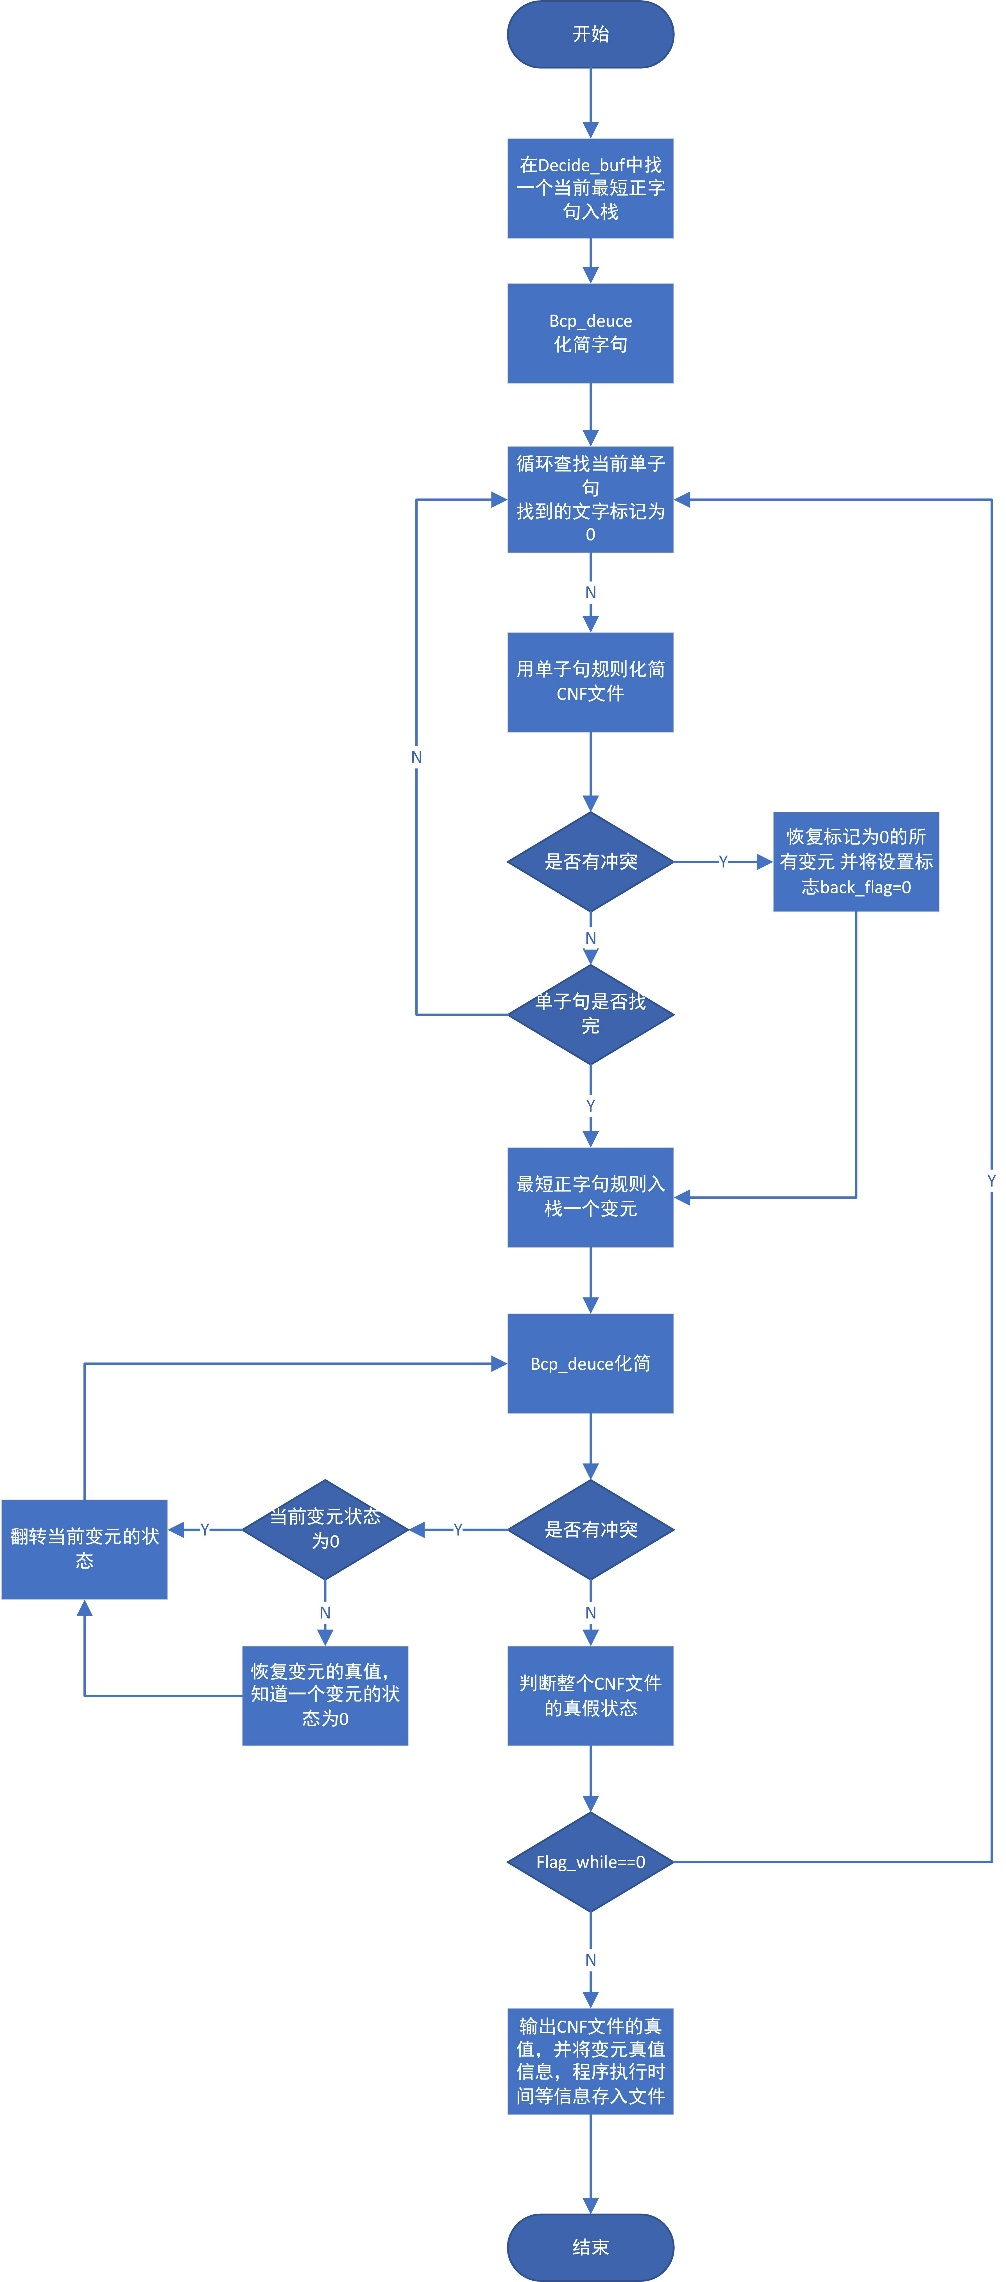 开始
在Decide_buf中找
一个当前最短正字
句入栈
Bcp_deuce
化简字句
循环查找当前单子
句
找到的文字标记为
0
N
用单子句规则化简
CNF文件
N
是否有冲突
Y
恢复标记为0的所
有变元 并将设置标
志back_flag=0
N
单子句是否找
完
Y
最短正字句规则入
栈一个变元
Y
Bcp_deuce化简
是否有冲突
Y
当前变元状态
为0
Y
翻转当前变元的状
态
N
恢复变元的真值，
知道一个变元的状
态为0
N
判断整个CNF文件
的真假状态
Flag_while==0
N
输出CNF文件的真
值，并将变元真值
信息，程序执行时
间等信息存入文件
结束